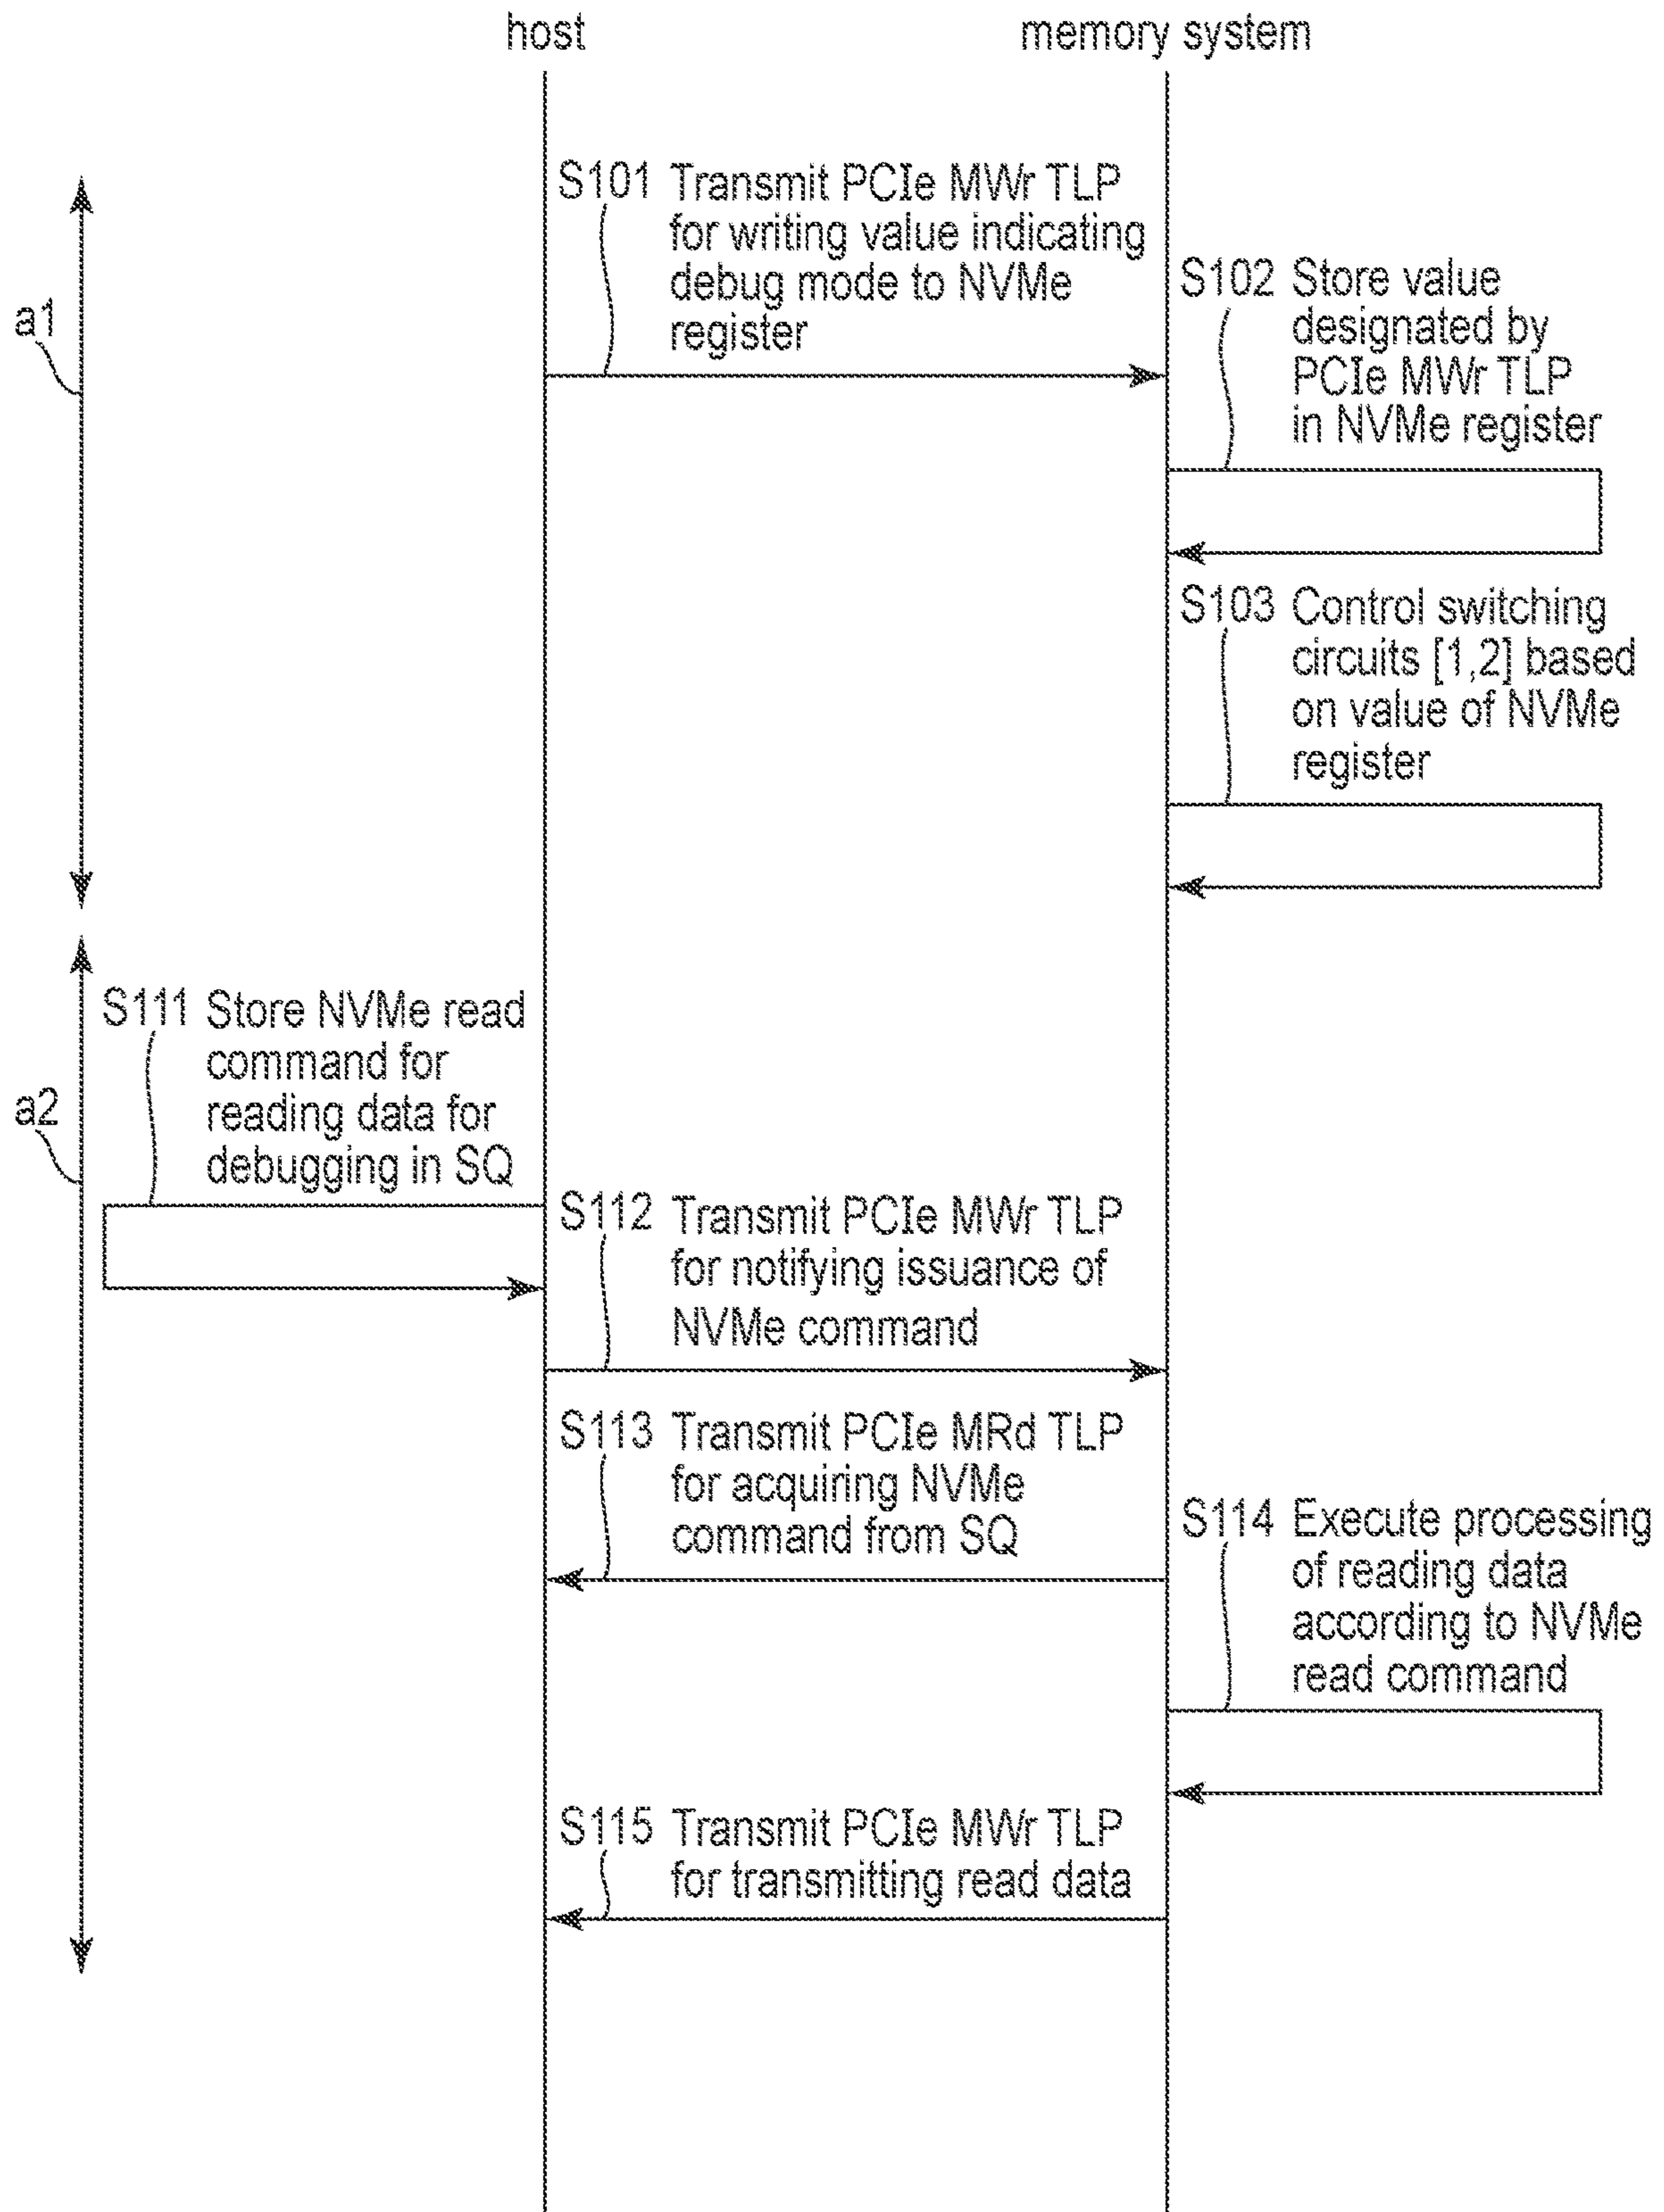 host
memory system
S101 Transmit PCIe MWr TLP
for writing value indicating
debug mode to NVMe
register
S102 Store value
designated by
PCIe MWr TLP
in NVMe register
a1
S103 Control switching
circuits [1,2] based
on value of NVMe
register
S111 Store NVMe read
command for
reading data for
debugging in SQ
a2
S112 Transmit PCIe MWr TLP
for notifying issuance of
NVMe command
S113 Transmit PCIe MRd TLP
for acquiring NVMe
command from SQ
S114 Execute processing
of reading data
according to NVMe
read command
S115 Transmit PCIe MWr TLP
for transmitting read data